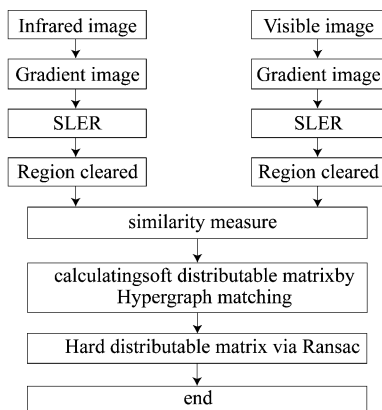 Infrared image
Visible image
Gradient image
Gradient image
SLER
SLER
Region cleared
Region cleared
similarity measure
calculatingsoft distributable matrixby
Hypergraph matching
Hard distributable matrix via Ransac
end